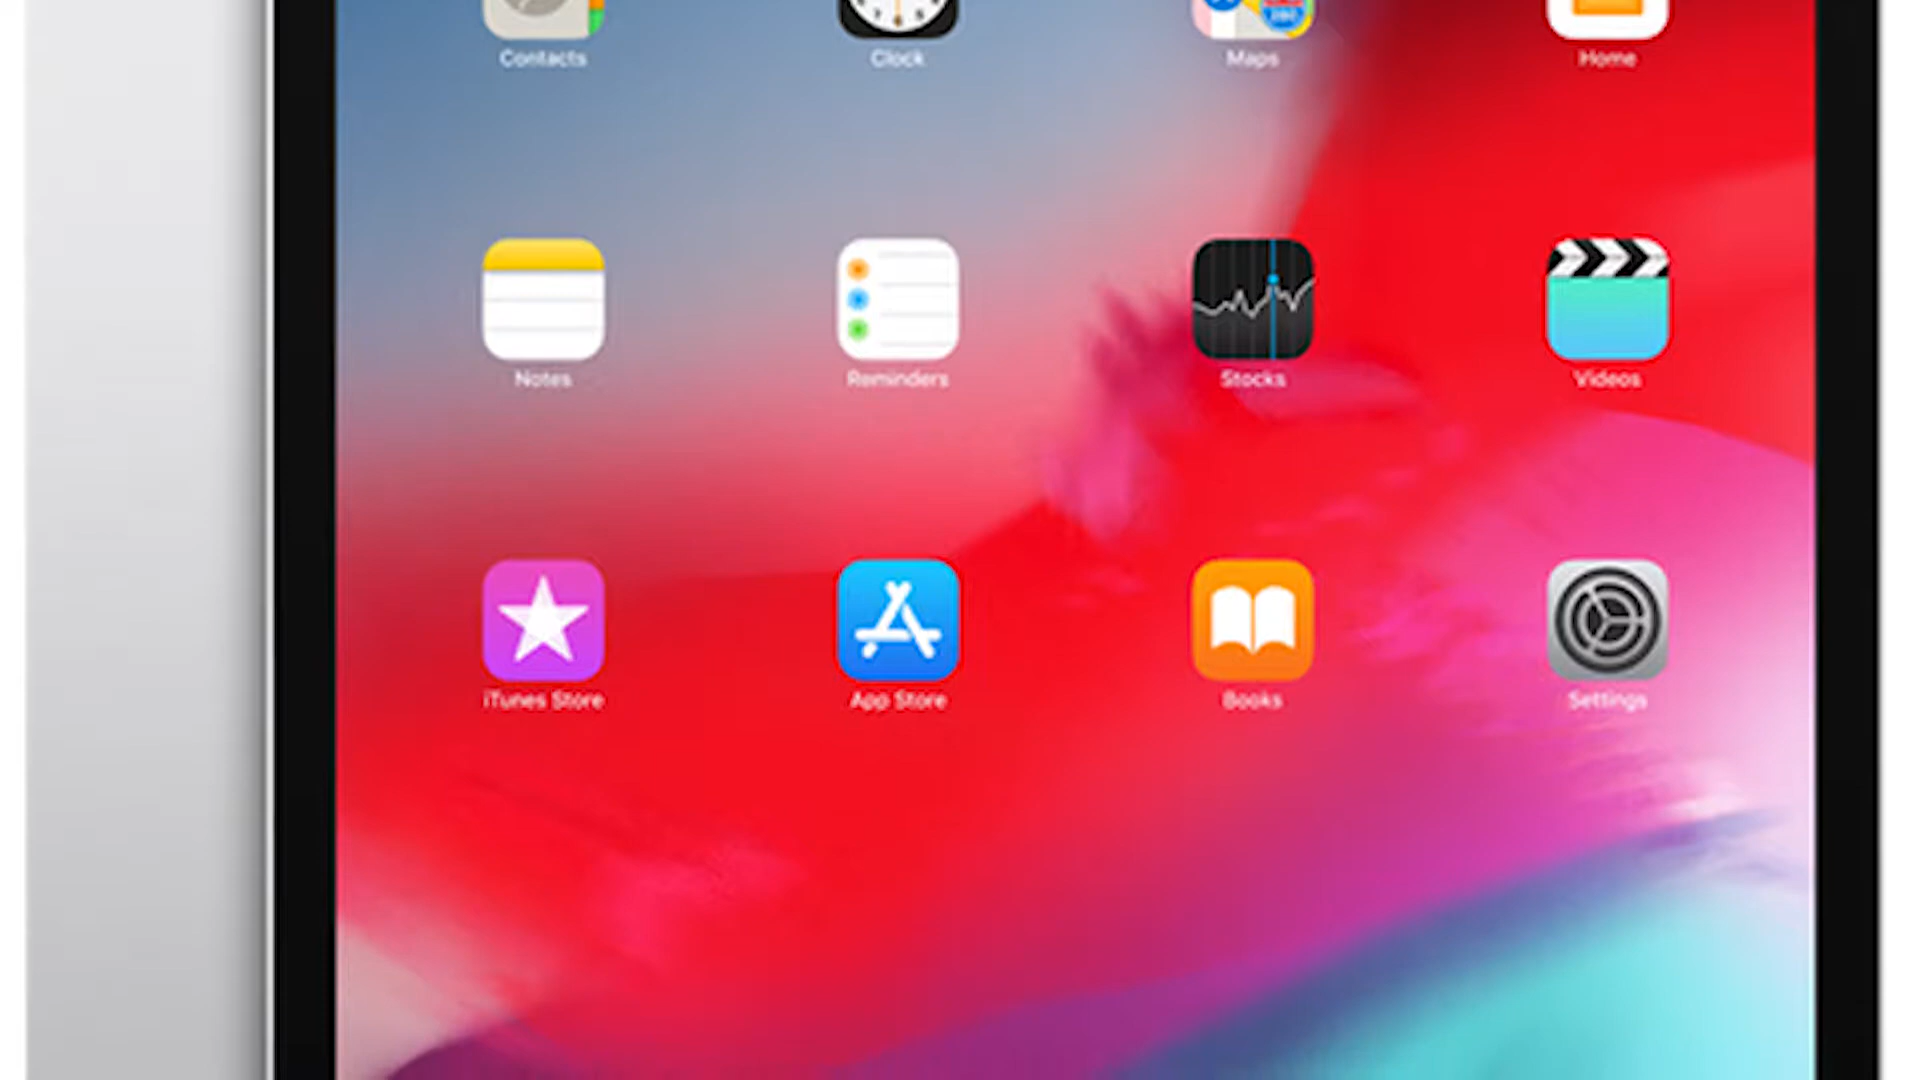 Contacts
Clock
Maps
Home
Notes
Reminders
Stocks
Videos
iTunes Store
App Store
Books
Settings